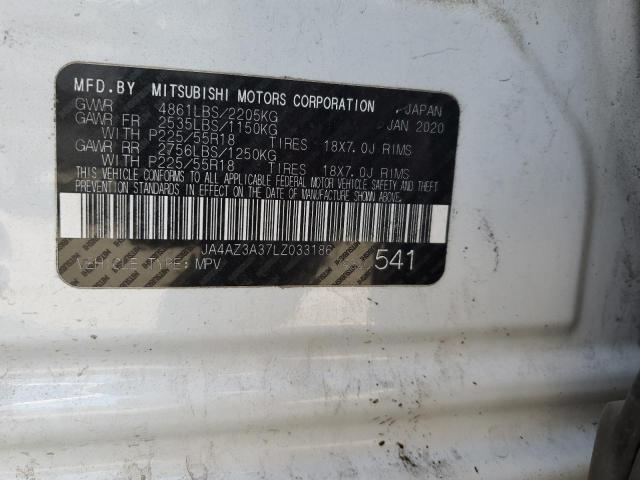 MFD.BY MITSUBISHI MOTORS CORPORATION JAPAN
GVWR 4861LBS/2205KG JAN 2020
GAWR FR 2535LBS/1150KG
WITH P225/55R18 TIRES 18X7.0J RIMS
GAWR RR 2756LBS/1250KG
WITH P225/55R18 TIRES 18X7.0J RIMS
THIS VEHICLE CONFORMS TO ALL APPLICABLE FEDERAL MOTOR VEHICLE SAFETY AND THEFT
PREVENTION STANDARDS IN EFFECT ON THE DATE OF MANUFACTURE SHOWN ABOVE.
JA4AZ3A37LZ033186
VEHICLE TYPE: MPV 541